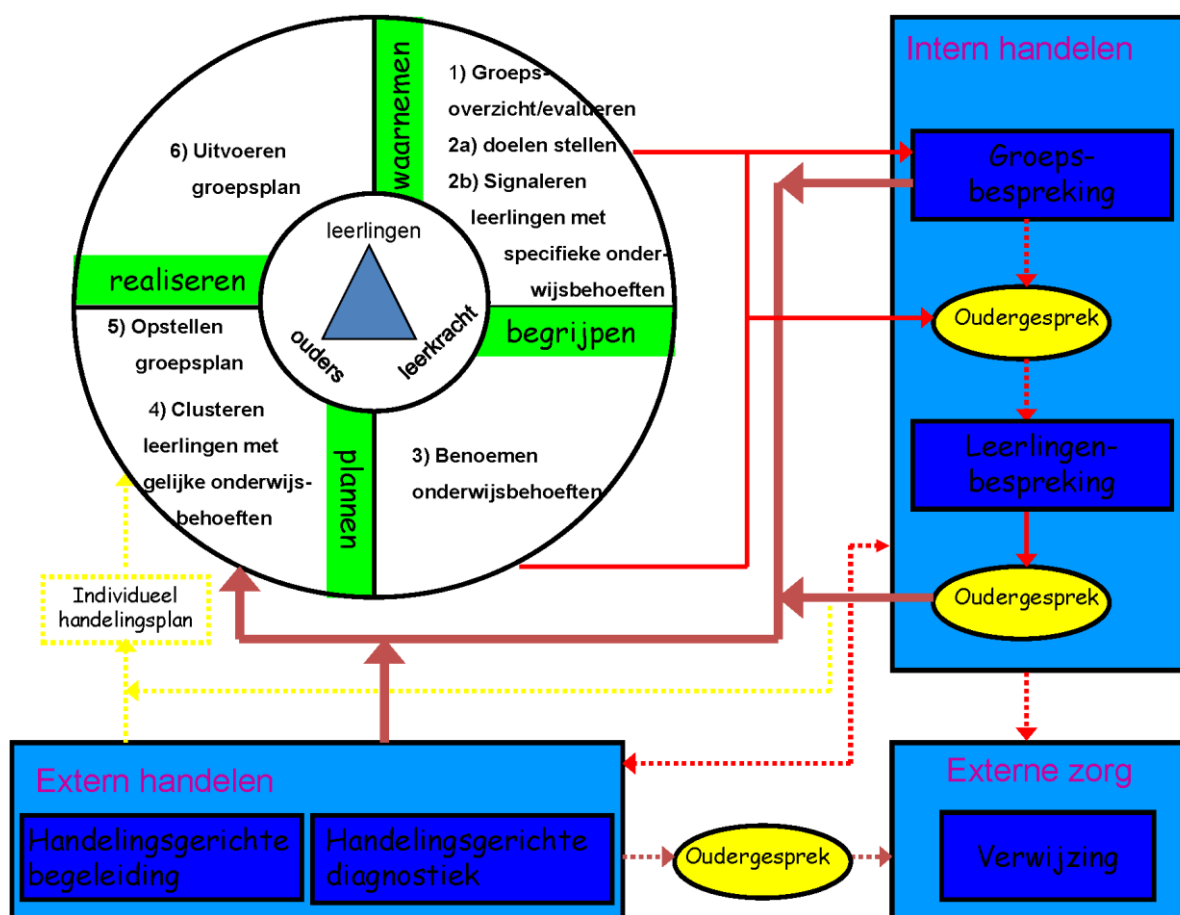 waarnemen
1) Groeps-
overzicht/evalueren
2a) doelen stellen
2b) Signaleren
leerlingen met
specifieke onder-
wijsbehoeften
begrijpen
3) Benoemen
onderwijsbehoeften
plannen
4) Clusteren
leerlingen met
gelijke onderwijs-
behoeften
5) Opstellen
groepsplan
realiseren
6) Uitvoeren
groepsplan
leerlingen
ouders
leerkracht
Intern handelen
Groeps-
bespreking
Oudergesprek
Leerlingen-
bespreking
Oudergesprek
Individueel
handelingsplan
Extern handelen
Handelingsgerichte
begeleiding
Handelingsgerichte
diagnostiek
Oudergesprek
Externe zorg
Verwijzing